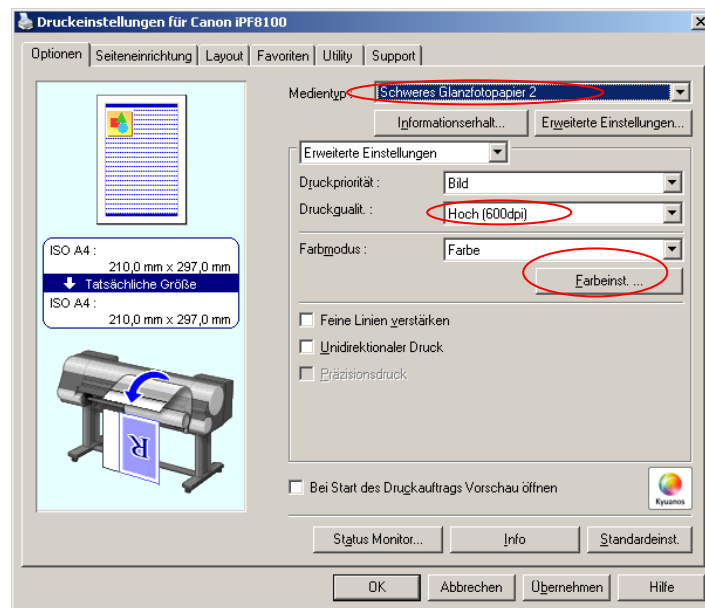 Druckeinstellungen für Canon iPF8100
Optionen Seiteneinrichtung Layout Favoriten Utility Support
Medientyp : Schweres Glanzfotopapier 2
Informationserhalt... Erweiterte Einstellungen...
Erweiterte Einstellungen
Druckpriorität : Bild
Druckqualit. : Hoch (600dpi)
Farbmodus : Farbe
Farbeinst. ...
ISO A4 :
210,0 mm x 297,0 mm
Tatsächliche Größe
ISO A4 :
210,0 mm x 297,0 mm
Feine Linien verstärken
Unidirektionaler Druck
Präzisionsdruck
R
Bei Start des Druckauftrags Vorschau öffnen
Kyuanos
Status Monitor... Info Standardeinst.
OK Abbrechen Übernehmen Hilfe